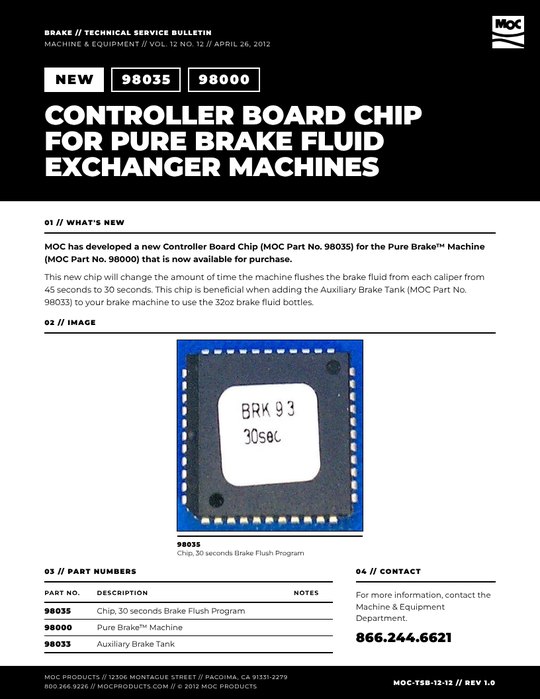 BRAKE // TECHNICAL SERVICE BULLETIN
MACHINE & EQUIPMENT // VOL. 12 NO. 12 // APRIL 26, 2012
MOC
NEW 98035 98000
CONTROLLER BOARD CHIP
FOR PURE BRAKE FLUID
EXCHANGER MACHINES
01 // WHAT'S NEW
MOC has developed a new Controller Board Chip (MOC Part No. 98035) for the Pure Brake™ Machine
(MOC Part No. 98000) that is now available for purchase.
This new chip will change the amount of time the machine flushes the brake fluid from each caliper from
45 seconds to 30 seconds. This chip is beneficial when adding the Auxiliary Brake Tank (MOC Part No.
98033) to your brake machine to use the 32oz brake fluid bottles.
02 // IMAGE
BRK 93
30sec
98035
Chip, 30 seconds Brake Flush Program
03 // PART NUMBERS
PART NO. DESCRIPTION NOTES
98035 Chip, 30 seconds Brake Flush Program
98000 Pure Brake™ Machine
98033 Auxiliary Brake Tank
04 // CONTACT
For more information, contact the
Machine & Equipment
Department.
866.244.6621
MOC PRODUCTS // 12306 MONTAGUE STREET // PACOIMA, CA 91331-2279
800.266.9226 // MOCPRODUCTS.COM // © 2012 MOC PRODUCTS
MOC-TSB-12-12 // REV 1.0